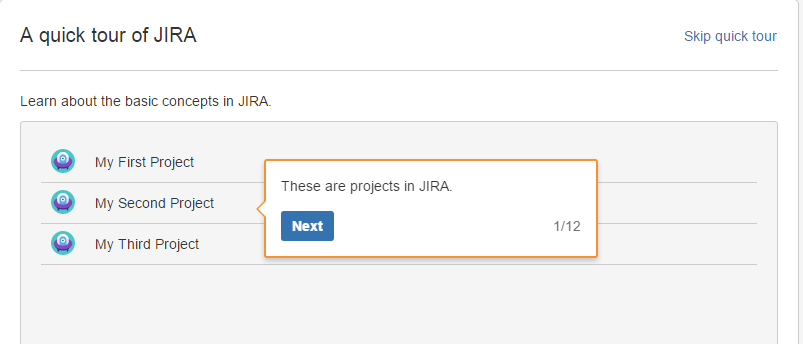 A quick tour of JIRA
Skip quick tour
Learn about the basic concepts in JIRA.
My First Project
These are projects in JIRA.
My Second Project
Next
1/12
My Third Project